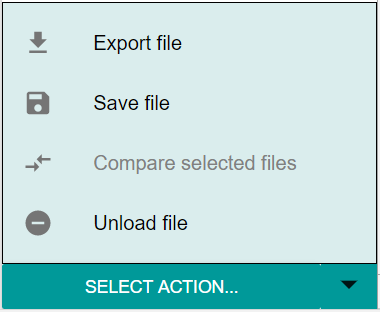 Export file
Save file
Compare selected files
Unload file
SELECT ACTION...